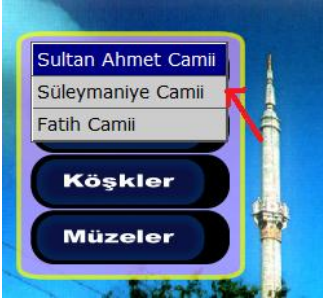 Sultan Ahmet Camii
Süleymaniye Camii
Fatih Camii
Köşkler
Müzeler